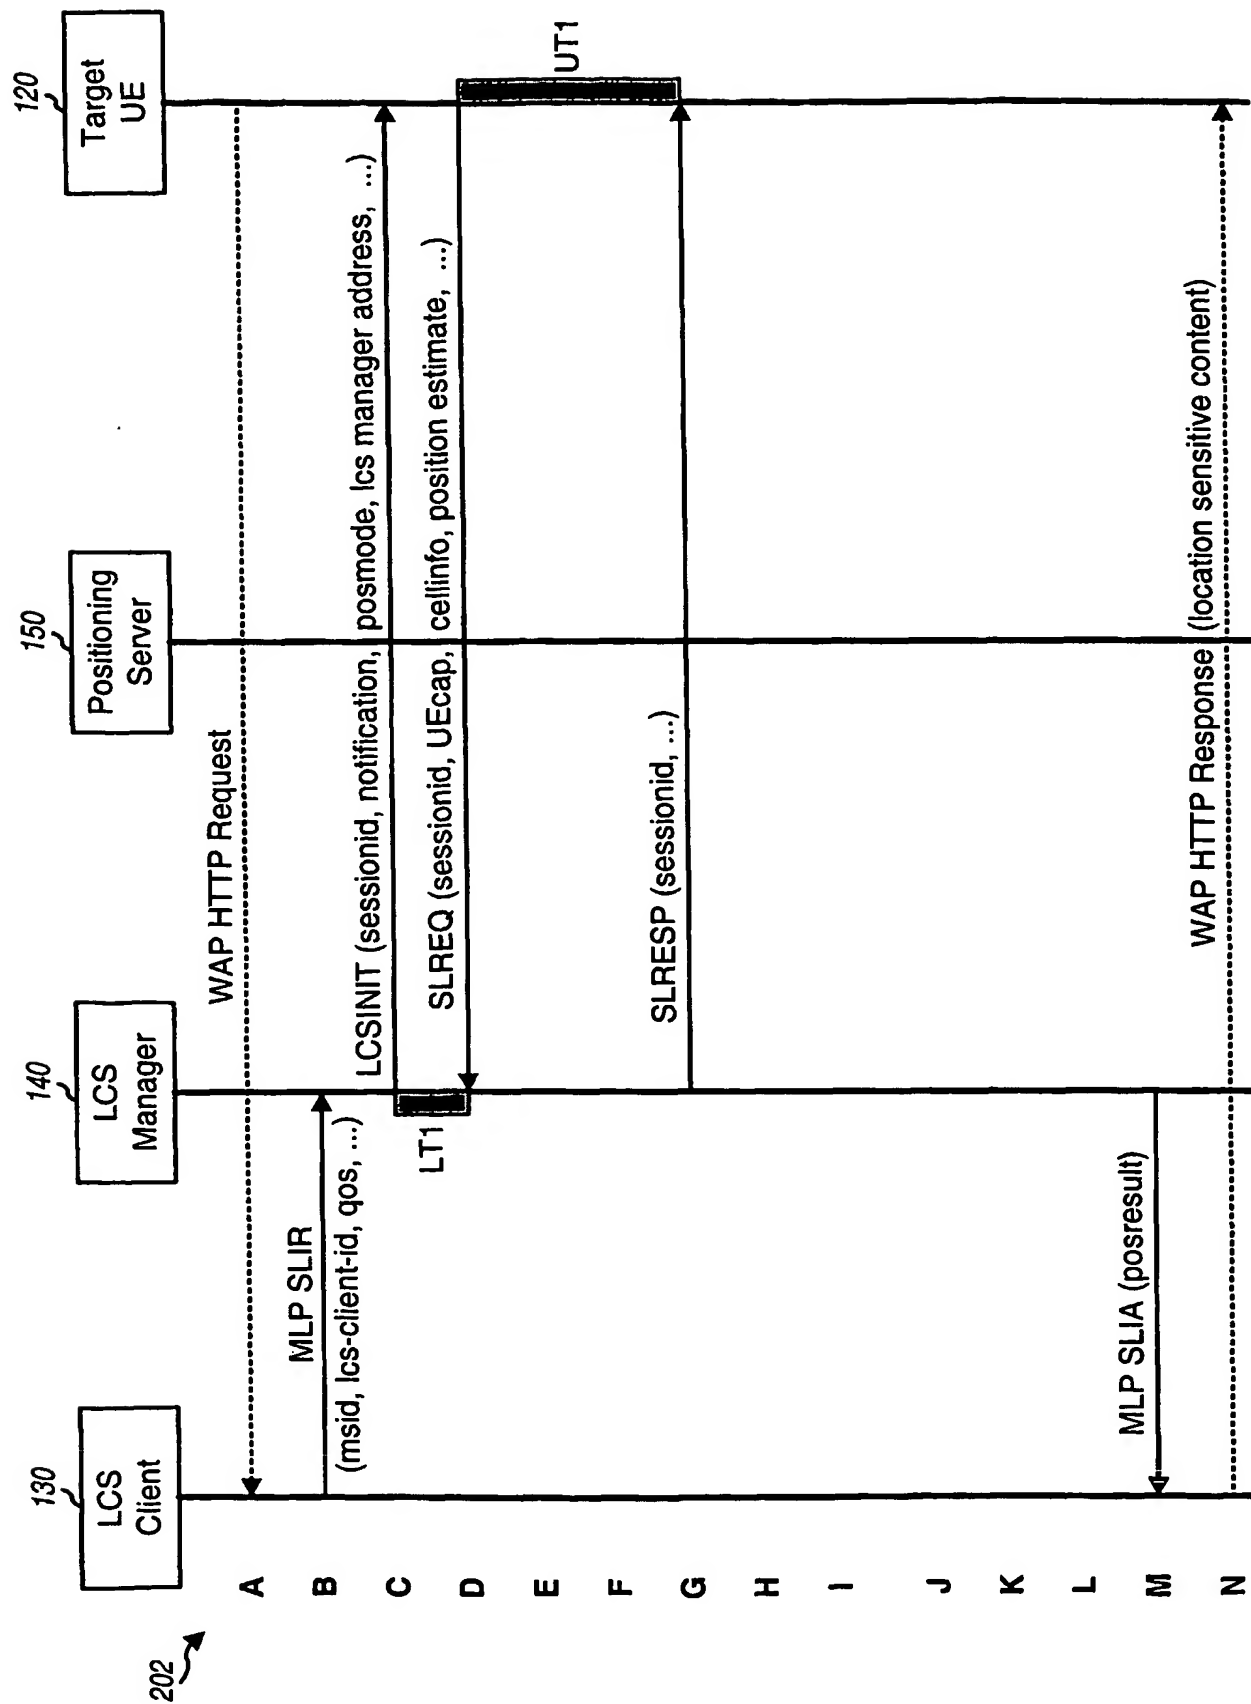 202
130
LCS
Client
140
LCS
Manager
150
Positioning
Server
120
Target
UE
A
WAP HTTP Request
B
MLP SLIR
(msid, lcs-client-id, qos, ...)
C
LCSINIT (sessionid, notification, posmode, lcs manager address, ...)
LT1
D
SLREQ (sessionid, UEcap, cellinfo, position estimate, ...)
UT1
E
F
G
SLRESP (sessionid, ...)
H
I
J
K
L
M
MLP SLIA (posresult)
N
WAP HTTP Response (location sensitive content)